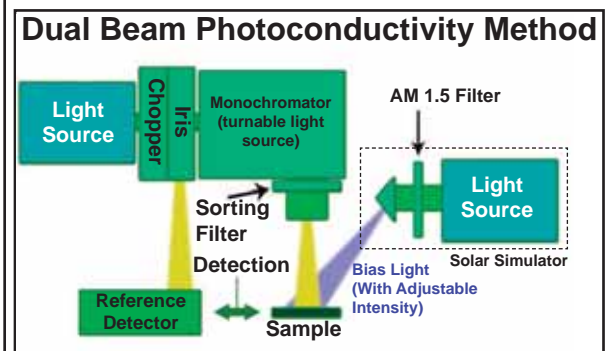 Dual Beam Photoconductivity Method
Light
Source
Chopper
Iris
Monochromator
(turnable light
source)
AM 1.5 Filter
Light
Source
Solar Simulator
Sorting
Filter
Detection
Bias Light
(With Adjustable
Intensity)
Reference
Detector
Sample